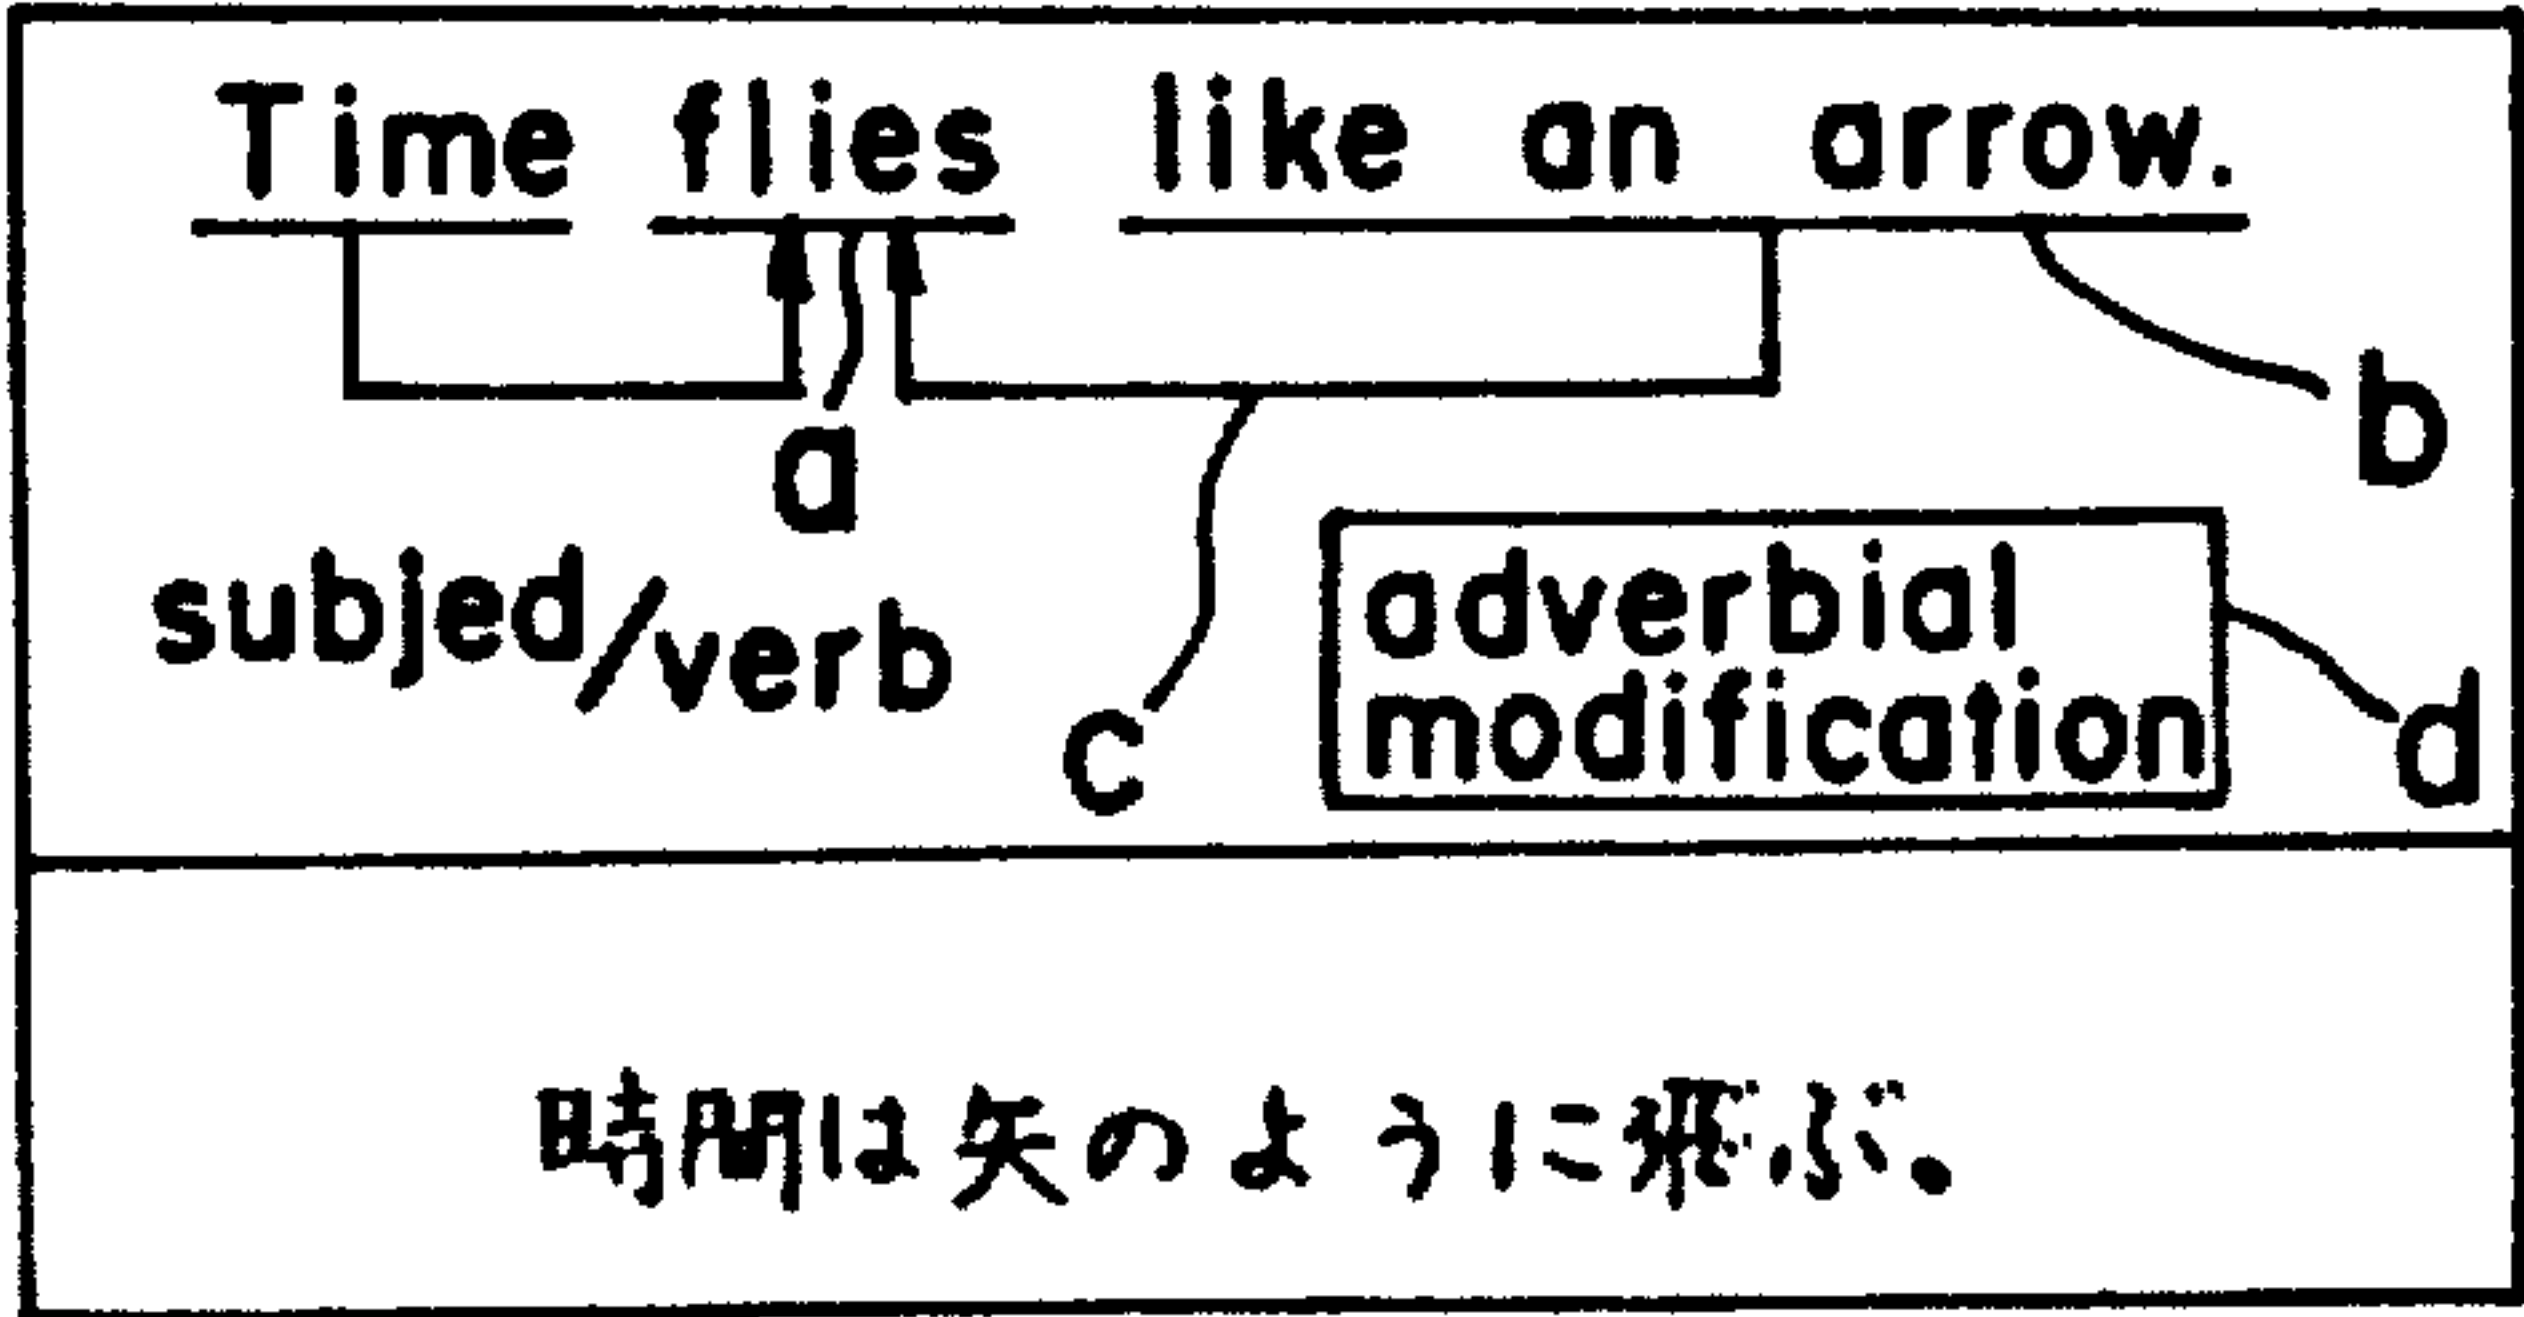 Time flies like an arrow.
a
b
subjed/verb
c
adverbial
modification
d
時間は矢のように飛ぶ。